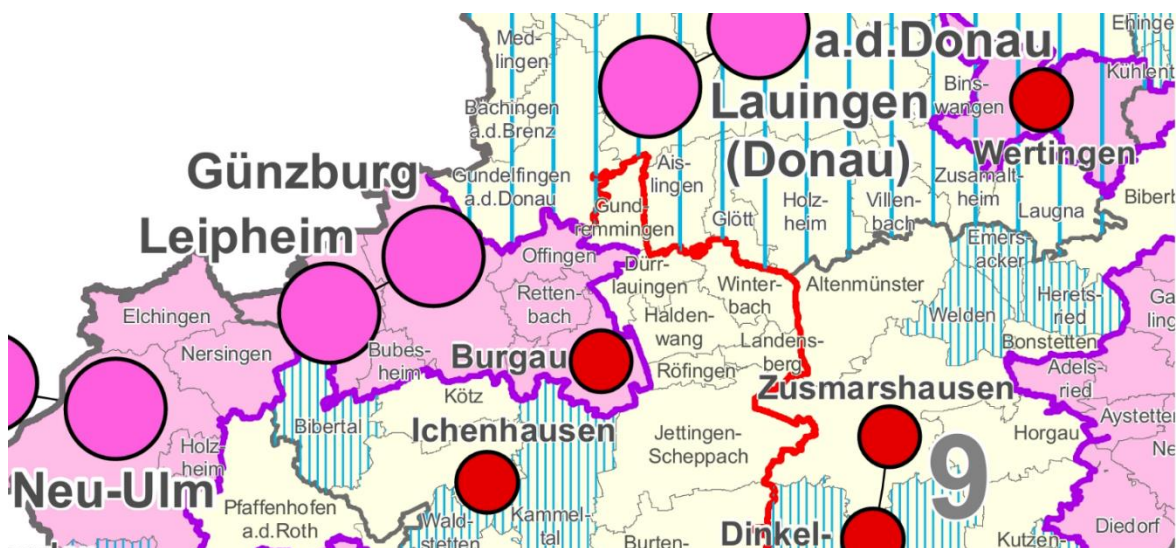 Med-
lingen
a.d.Donau
Ehinge
Kühlent
Bins-
wangen
Bächingen
a.d.Brenz
Lauingen
(Donau)
Wertingen
Günzburg
Gundelfingen
a.d.Donau
Ais-
lingen
Gund-
remmingen
Glött
Holz-
heim
Villen-
bach
Zusamalt-
heim
Laugna
Biberb
Leipheim
Offingen
Dürr-
lauingen
Emers-
acker
Elchingen
Retten-
bach
Winter-
bach
Altenmünster
Herets-
ried
Ga
ling
Welden
Halden-
wang
Nersingen
Bubes-
heim
Burgau
Landens-
berg
Bonstetten
Röfingen
Adels-
ried
Kötz
Zusmarshausen
Aystetten
Bibertal
Ichenhausen
Jettingen-
Scheppach
Horgau
Ne
Holz-
heim
9
Neu-Ulm
Pfaffenhofen
a.d.Roth
Wald-
stetten
Kammel-
tal
Burten-
Dinkel-
Kutzen-
Diedorf